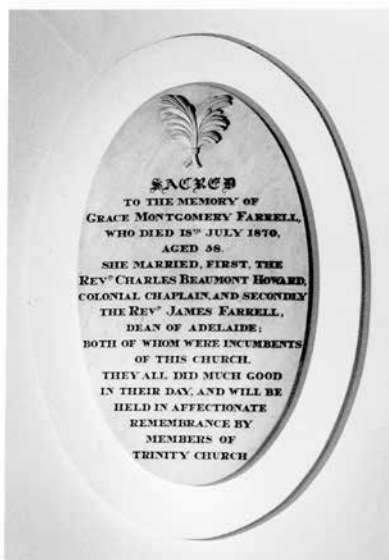 SACRED
TO THE MEMORY OF
GRACE MONTGOMERY FARRELL,
WHO DIED 18TH JULY 1870,
AGED 58.
SHE MARRIED, FIRST, THE
REVD CHARLES BEAUMONT HOWARD,
COLONIAL CHAPLAIN, AND SECONDLY
THE REVD JAMES FARRELL,
DEAN OF ADELAIDE;
BOTH OF WHOM WERE INCUMBENTS
OF THIS CHURCH.
THEY ALL DID MUCH GOOD
IN THEIR DAY, AND WILL BE
HELD IN AFFECTIONATE
REMEMBRANCE BY
MEMBERS OF
TRINITY CHURCH